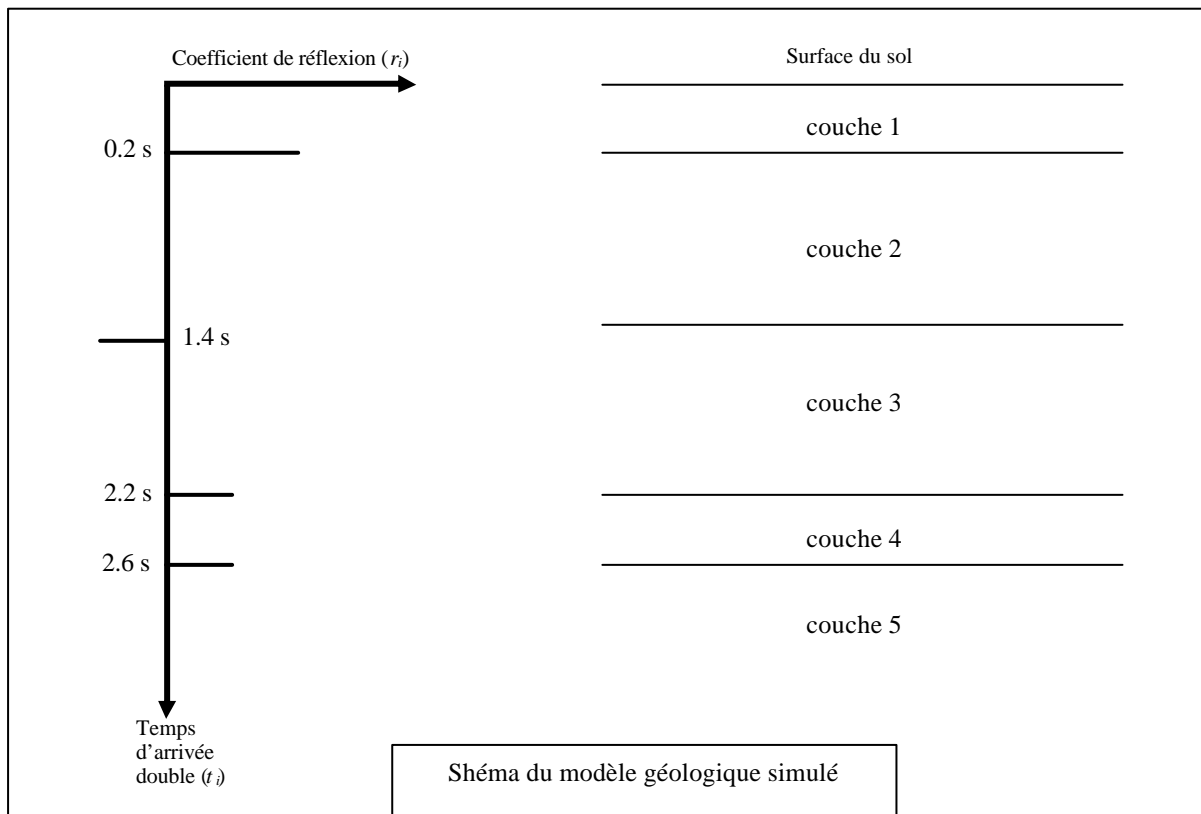 Coefficient de réflexion (ri)
Surface du sol
couche 1
0.2 s
couche 2
1.4 s
couche 3
2.2 s
couche 4
2.6 s
couche 5
Temps
d'arrivée
double (t i)
Shéma du modèle géologique simulé